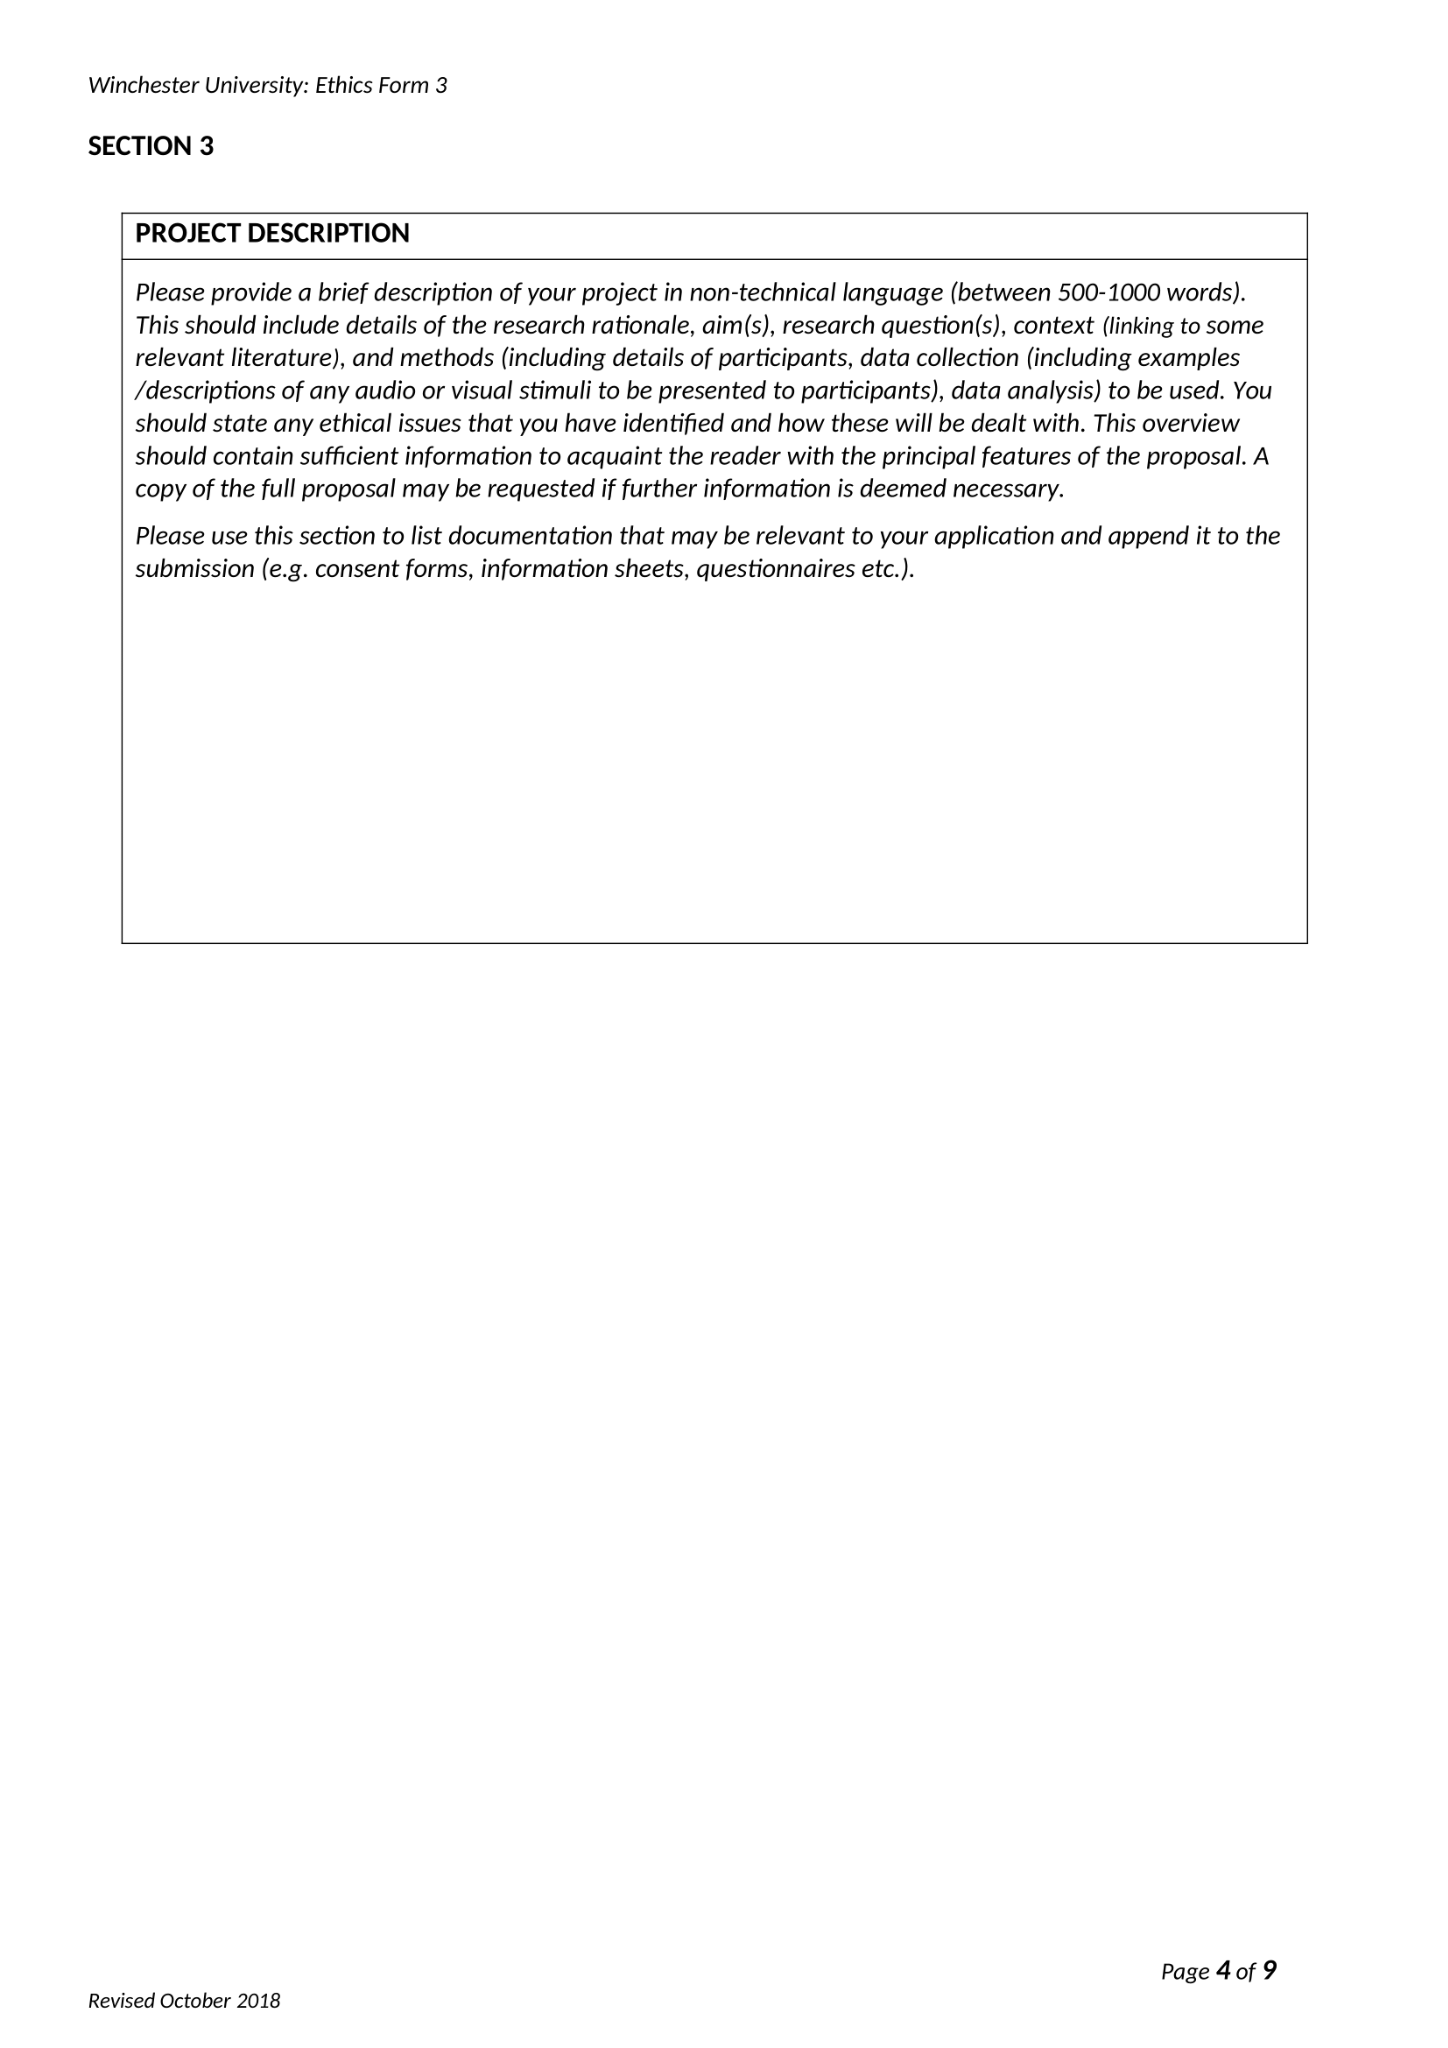 Winchester University: Ethics Form 3
SECTION 3
PROJECT DESCRIPTION
Please provide a brief description of your project in non-technical language (between 500-1000 words).
This should include details of the research rationale, aim(s), research question(s), context (linking to some
relevant literature), and methods (including details of participants, data collection (including examples
/descriptions of any audio or visual stimuli to be presented to participants), data analysis) to be used. You
should state any ethical issues that you have identified and how these will be dealt with. This overview
should contain sufficient information to acquaint the reader with the principal features of the proposal. A
copy of the full proposal may be requested if further information is deemed necessary.
Please use this section to list documentation that may be relevant to your application and append it to the
submission (e.g. consent forms, information sheets, questionnaires etc.).
Page 4 of 9
Revised October 2018